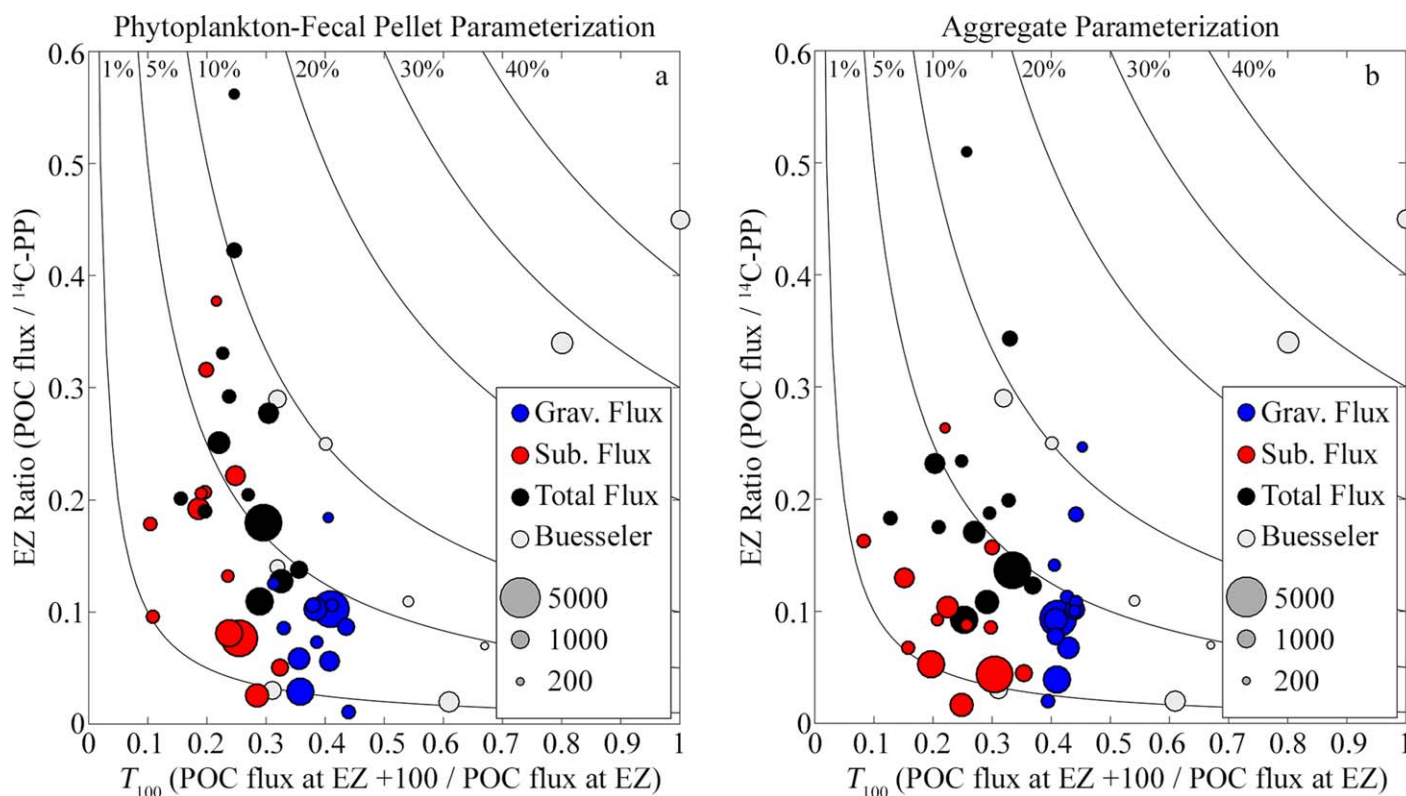 Phytoplankton-Fecal Pellet Parameterization
0.6
1% 5% 10% 20% 30% 40% a
0.5
0.4
0.3
0.2
0.1
0
EZ Ratio (POC flux / ¹⁴C-PP)
Grav. Flux
Sub. Flux
Total Flux
Buesseler
5000
1000
200
0 0.1 0.2 0.3 0.4 0.5 0.6 0.7 0.8 0.9 1
T₁₀₀ (POC flux at EZ +100 / POC flux at EZ)
Aggregate Parameterization
0.6
1% 5% 10% 20% 30% 40% b
0.5
0.4
0.3
0.2
0.1
0
EZ Ratio (POC flux / ¹⁴C-PP)
Grav. Flux
Sub. Flux
Total Flux
Buesseler
5000
1000
200
0 0.1 0.2 0.3 0.4 0.5 0.6 0.7 0.8 0.9 1
T₁₀₀ (POC flux at EZ +100 / POC flux at EZ)